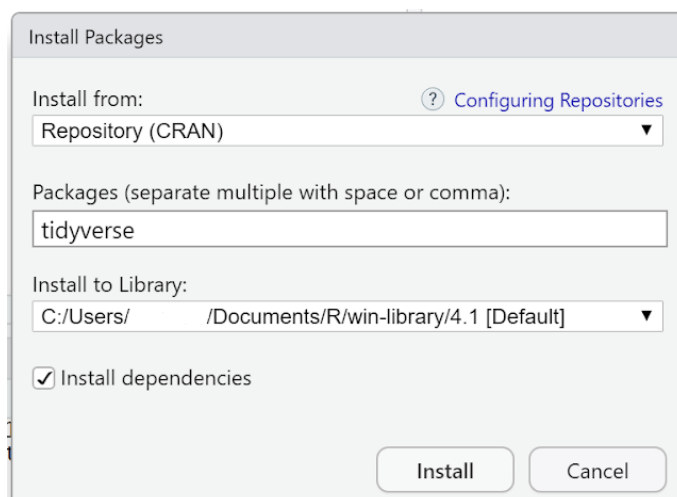 Install Packages
Install from:
? Configuring Repositories
Repository (CRAN)
Packages (separate multiple with space or comma):
tidyverse
Install to Library:
C:/Users/ /Documents/R/win-library/4.1 [Default]
Install dependencies
Install Cancel